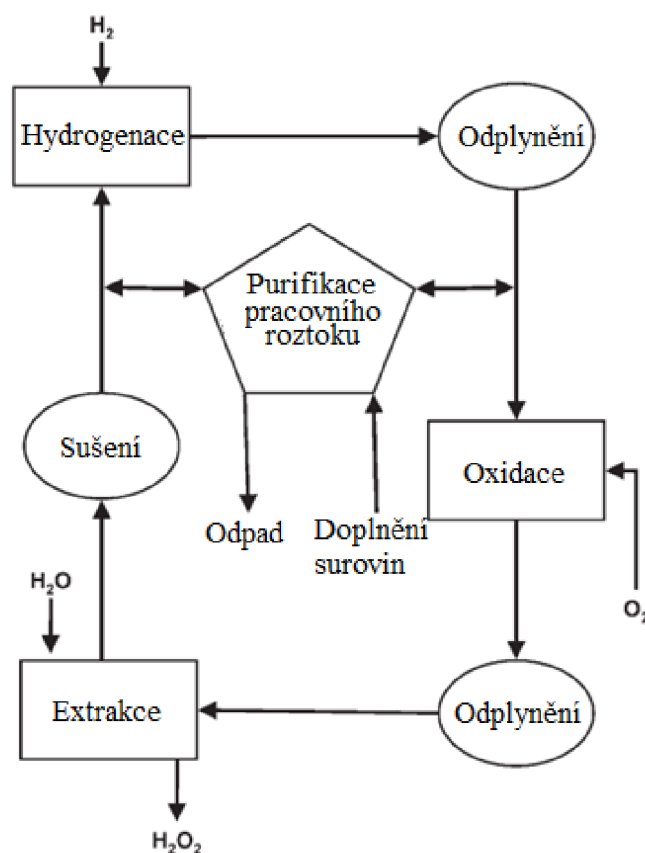 H₂
Hydrogenace
Odplynění
Purifikace
pracovního
roztoku
Sušení
Oxidace
Odpad
Doplnění
surovin
H₂O
O₂
Extrakce
Odplynění
H₂O₂